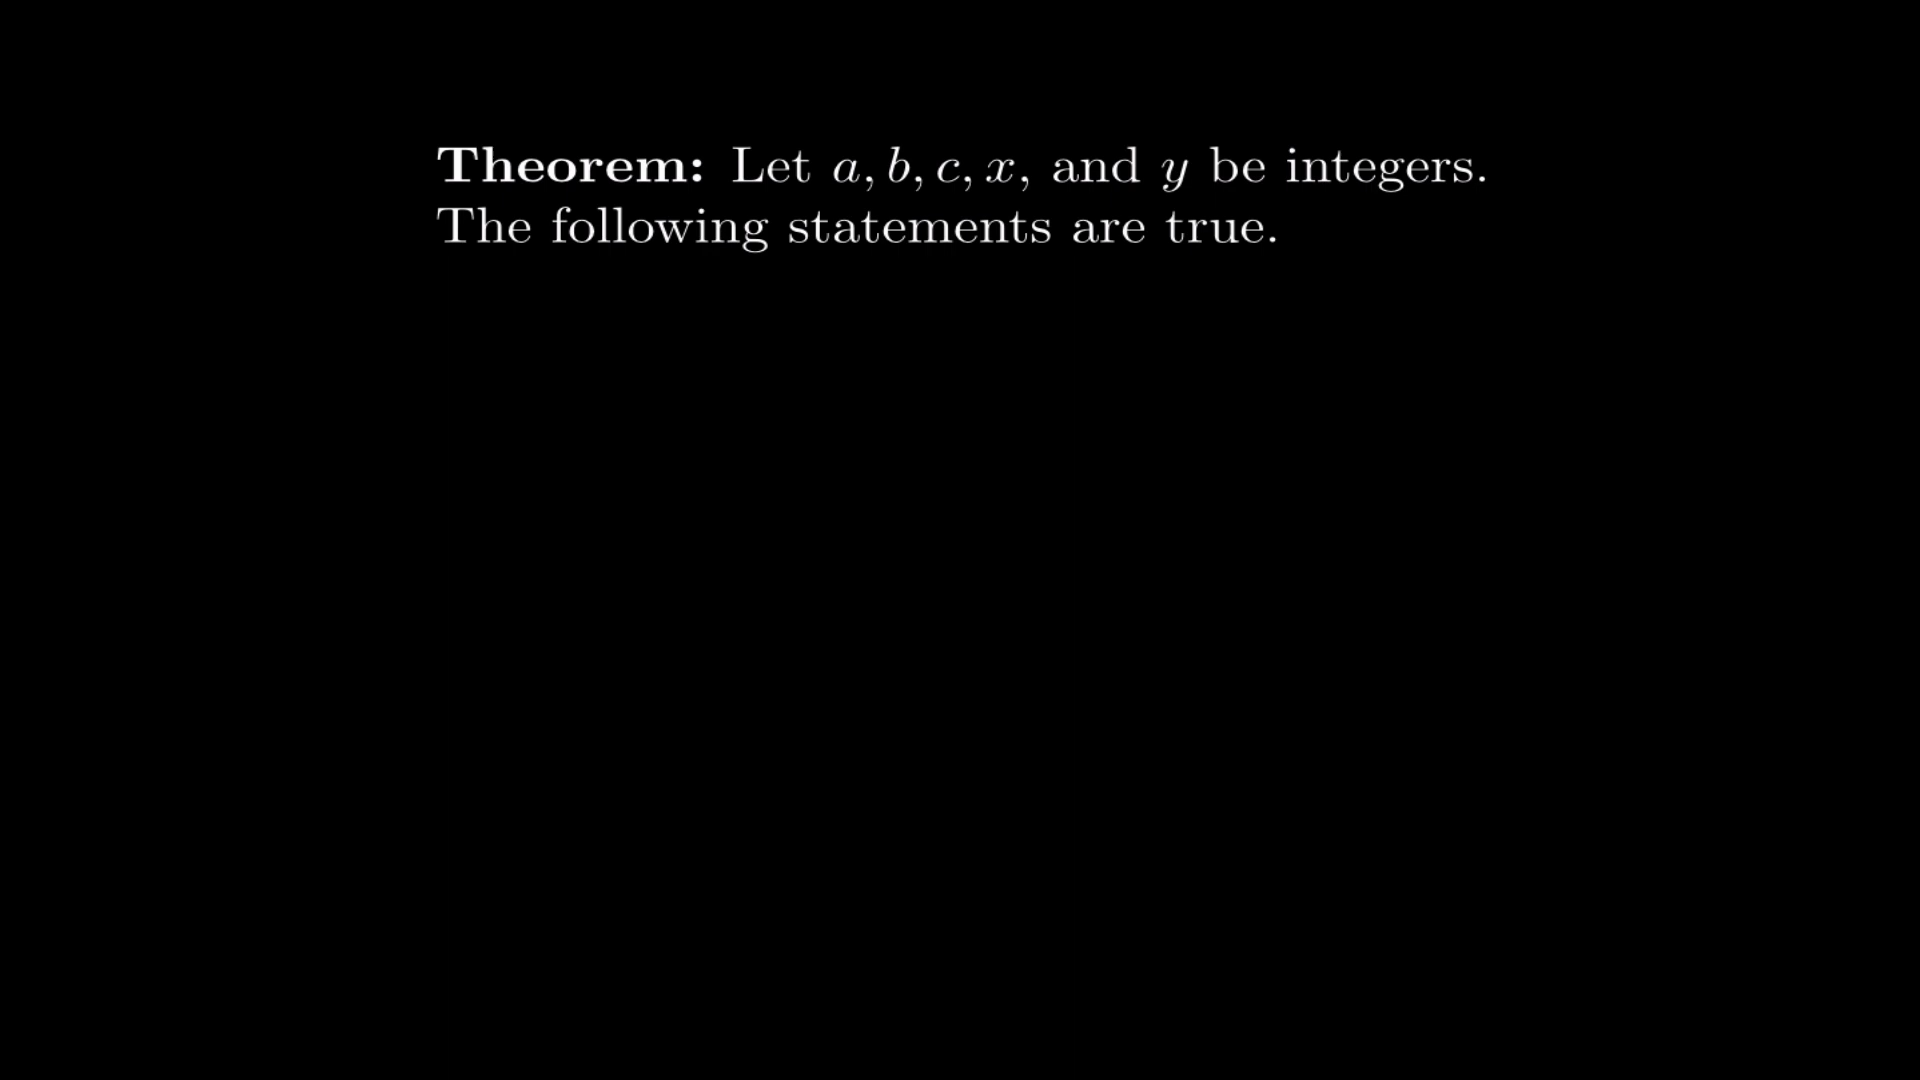 Theorem: Let a, b, c, x, and y be integers.
The following statements are true.